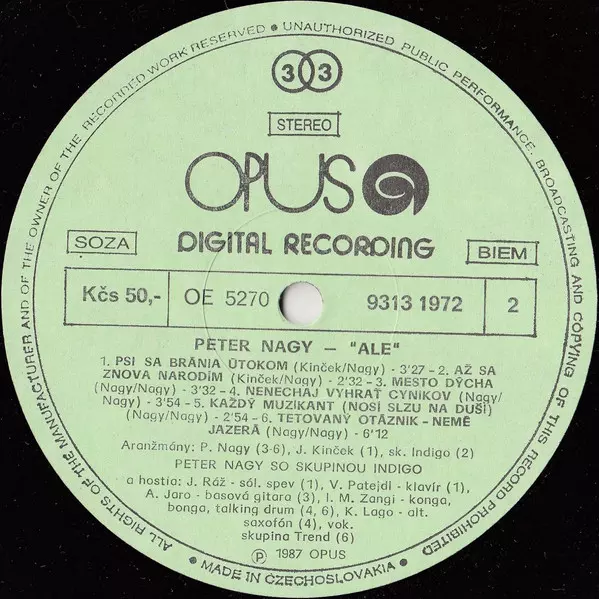 ALL RIGHTS OF THE MANUFACTURER AND OF THE OWNER OF THE RECORDED WORK RESERVED ● UNAUTHORIZED PUBLIC PERFORMANCE, BROADCASTING AND COPYING OF THIS RECORD PROHIBITED
33
STEREO
OPUS
SOZA
DIGITAL RECORDING
BIEM
Kčs 50,-
OE 5270
9313 1972
2
PETER NAGY — "ALE"
1. PSI SA BRÁNIA ÚTOKOM (Kinček/Nagy) - 3'27 - 2. AŽ SA
ZNOVA NARODÍM (Kinček/Nagy) - 2'32 - 3. MESTO DÝCHA
(Nagy/Nagy) - 3'32 - 4. NENECHAJ VYHRAŤ CYNIKOV (Nagy/
Nagy) - 3'54 - 5. KAŽDÝ MUZIKANT (NOSÍ SLZU NA DUŠI)
(Nagy/Nagy) - 2'54 - 6. TETOVANÝ OTÁZNIK - NEMÉ
JAZERÁ (Nagy/Nagy) - 6'12
Aranžmány: P. Nagy (3-6), J. Kinček (1), sk. Indigo (2)
PETER NAGY SO SKUPINOU INDIGO
a hostia: J. Ráž - sól. spev (1), V. Patejdl - klavír (1),
A. Jaro - basová gitara (3), I. M. Zangi - konga,
bonga, talking drum (4, 6), K. Lago - alt.
saxofón (4), vok.
skupina Trend (6)
Ⓟ 1987 OPUS
● MADE IN CZECHOSLOVAKIA ●